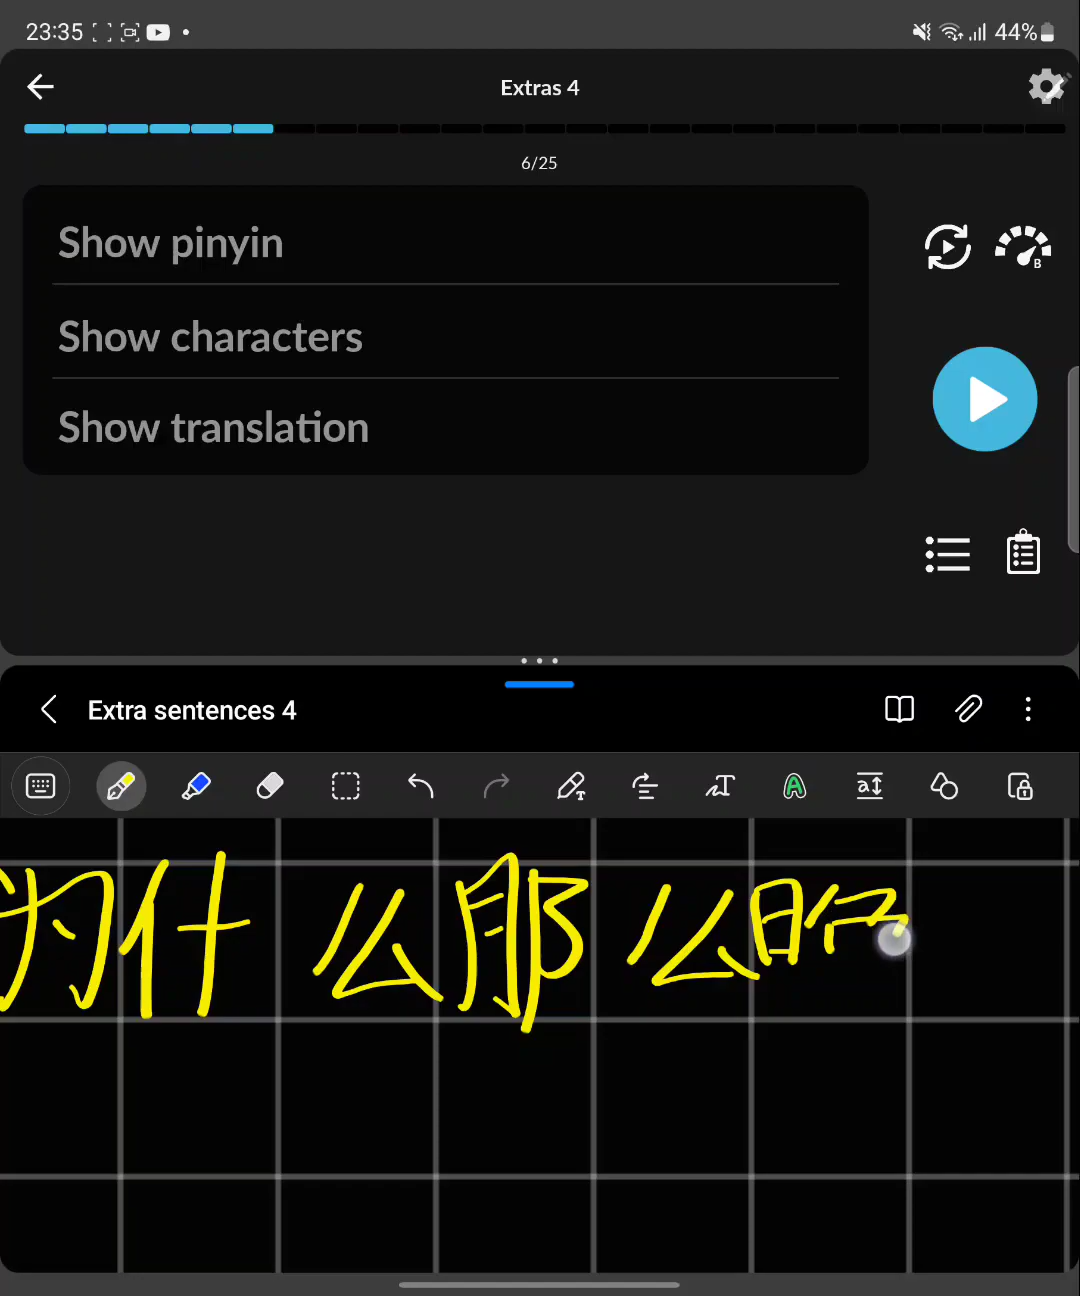 23:35
44%
Extras 4
6/25
Show pinyin
Show characters
Show translation
B
Extra sentences 4
为什么那么